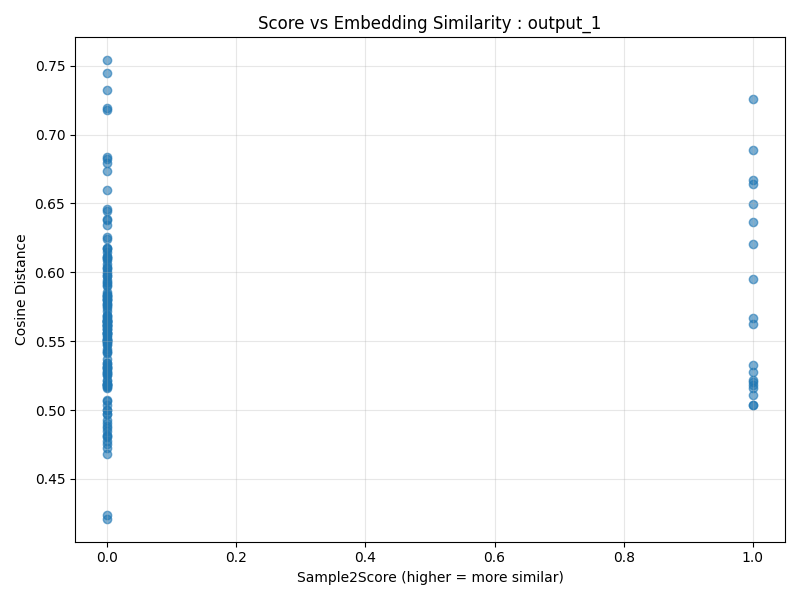 Score vs Embedding Similarity : output_1
Cosine Distance
0.75
0.70
0.65
0.60
0.55
0.50
0.45
0.0 0.2 0.4 0.6 0.8 1.0
Sample2Score (higher = more similar)